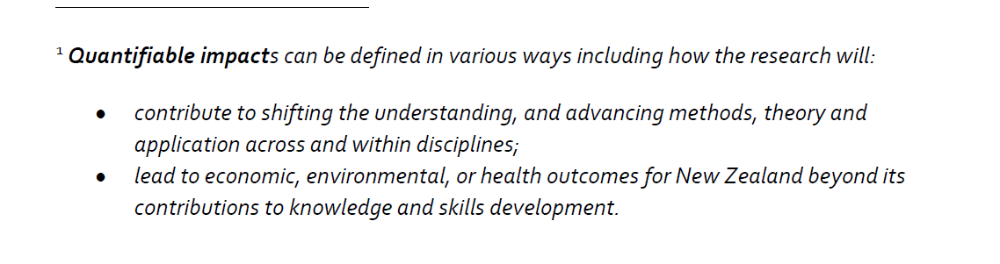 ¹ Quantifiable impacts can be defined in various ways including how the research will:
● contribute to shifting the understanding, and advancing methods, theory and
application across and within disciplines;
● lead to economic, environmental, or health outcomes for New Zealand beyond its
contributions to knowledge and skills development.